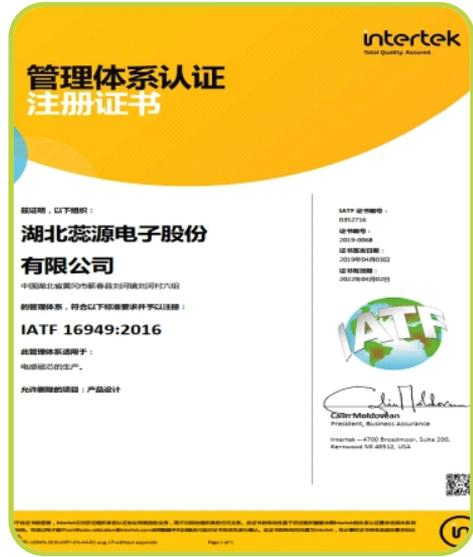 intertek
Total Quality. Assured.
管理体系认证
注册证书
兹证明，以下组织：
湖北蕊源电子股份
有限公司
中国湖北省黄冈市蕲春县刘河镇刘河村六组
的管理体系，符合以下标准要求并予以注册：
IATF 16949:2016
此管理体系适用于：
电感磁芯的生产。
允许删除的项目：产品设计
IATF 证书编号：
0352716
证书编号：
2019-0068
证书签发日期：
2019年04月03日
证书有效期：
2022年04月02日
IATF
Calin Moldovean
President, Business Assurance
Intertek – 4700 Broadmoor, Suite 200,
Kentwood MI 49512, USA
Page 1 of 1